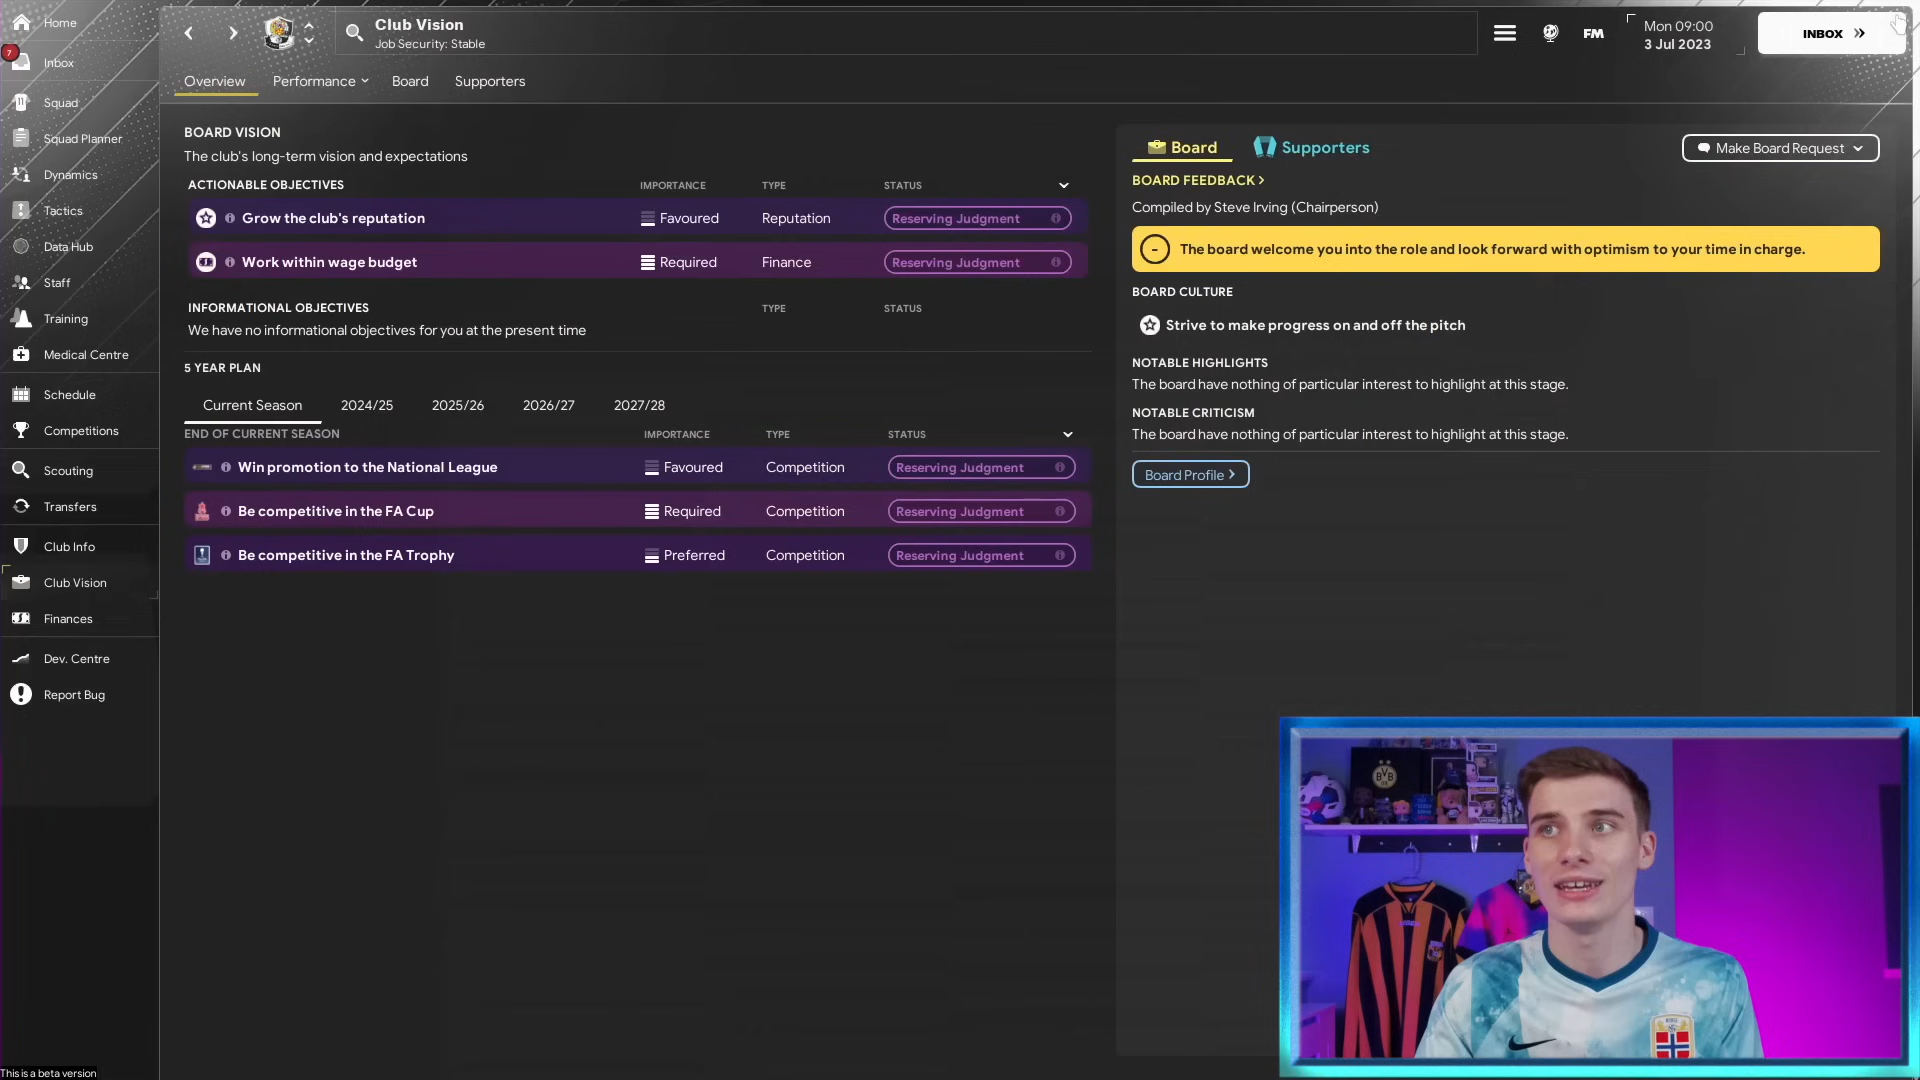 Home
7
Inbox
Squad
Squad Planner
Dynamics
Tactics
Data Hub
Staff
Training
Medical Centre
Schedule
Competitions
Scouting
Transfers
Club Info
Club Vision
Finances
Dev. Centre
Report Bug
This is a beta version
Club Vision
Job Security: Stable
FM
Mon 09:00
3 Jul 2023
INBOX
Overview Performance Board Supporters
BOARD VISION
The club's long-term vision and expectations
ACTIONABLE OBJECTIVES IMPORTANCE TYPE STATUS
Grow the club's reputation Favoured Reputation Reserving Judgment
Work within wage budget Required Finance Reserving Judgment
INFORMATIONAL OBJECTIVES TYPE STATUS
We have no informational objectives for you at the present time
5 YEAR PLAN
Current Season 2024/25 2025/26 2026/27 2027/28
END OF CURRENT SEASON IMPORTANCE TYPE STATUS
Win promotion to the National League Favoured Competition Reserving Judgment
Be competitive in the FA Cup Required Competition Reserving Judgment
Be competitive in the FA Trophy Preferred Competition Reserving Judgment
Board Supporters Make Board Request
BOARD FEEDBACK >
Compiled by Steve Irving (Chairperson)
- The board welcome you into the role and look forward with optimism to your time in charge.
BOARD CULTURE
Strive to make progress on and off the pitch
NOTABLE HIGHLIGHTS
The board have nothing of particular interest to highlight at this stage.
NOTABLE CRITICISM
The board have nothing of particular interest to highlight at this stage.
Board Profile >
BVB